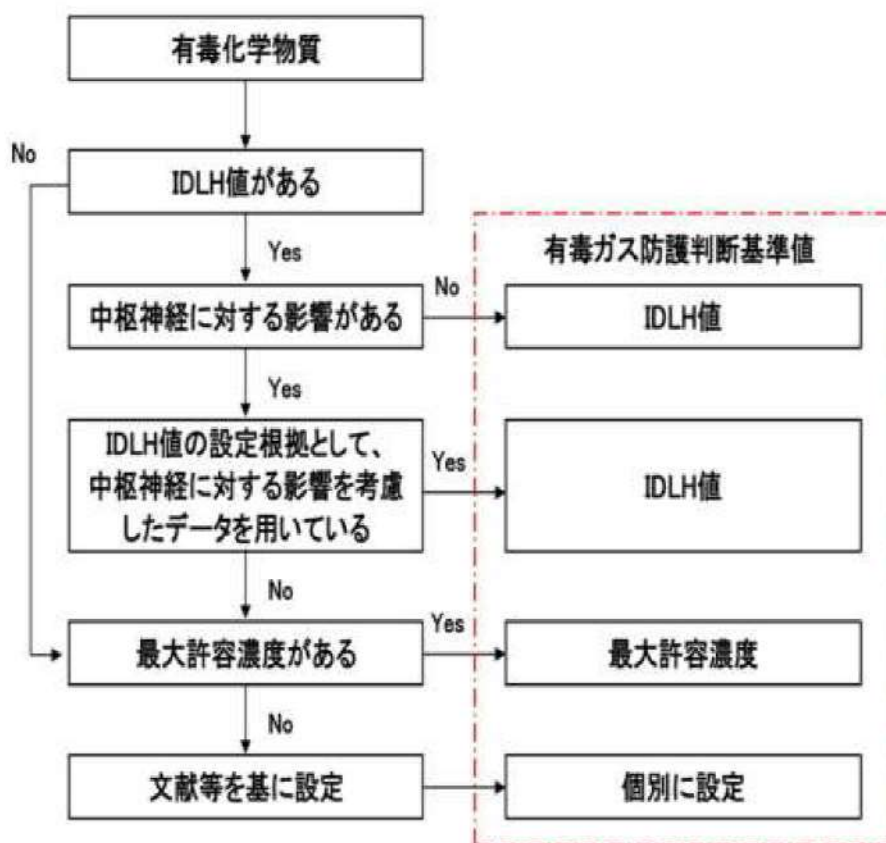 有毒化学物質
No
IDLH値がある
Yes
有毒ガス防護判断基準値
中枢神経に対する影響がある
No
IDLH値
Yes
IDLH値の設定根拠として、
中枢神経に対する影響を考慮
したデータを用いている
Yes
IDLH値
No
最大許容濃度がある
Yes
最大許容濃度
No
文献等を基に設定
個別に設定